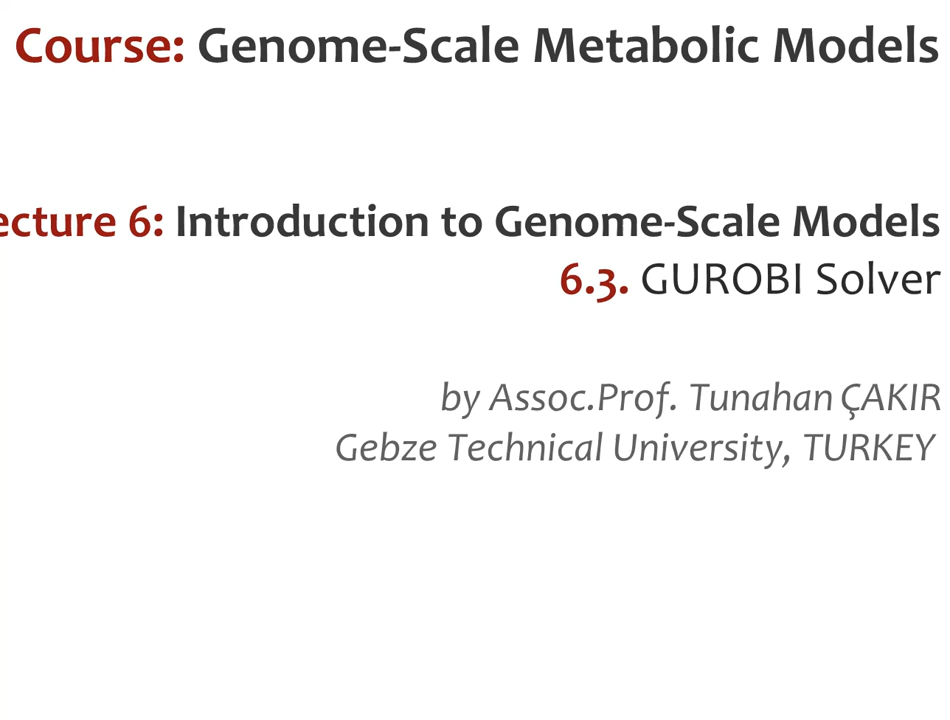 Course: Genome-Scale Metabolic Models
ecture 6: Introduction to Genome-Scale Models
6.3. GUROBI Solver
by Assoc.Prof. Tunahan ÇAKIR
Gebze Technical University, TURKEY